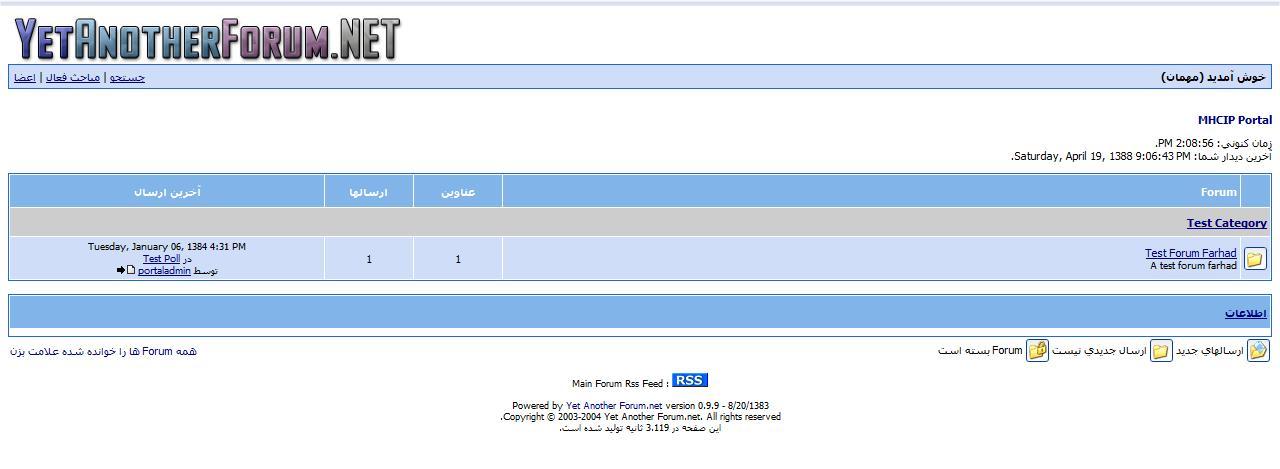 YETANOTHERFORUM.NET
خوش آمديد (مهمان)
جستجو | مباحث فعال | اعضا
MHCIP Portal
زمان کنوني: 2:08:56 PM.
آخرين ديدار شما: Saturday, April 19, 1388 9:06:43 PM.
Forum عناوين ارسالها آخرين ارسال
Test Category
Test Forum Farhad
A test forum farhad
1
1
Tuesday, January 06, 1384 4:31 PM
در Test Poll
توسط portaladmin
اطلاعات
ارسالهاي جديد ارسال جديدي نيست Forum بسته است
همه Forum ها را خوانده شده علامت بزن
Main Forum Rss Feed : RSS
Powered by Yet Another Forum.net version 0.9.9 - 8/20/1383
.Copyright © 2003-2004 Yet Another Forum.net. All rights reserved
اين صفحه در 3.119 ثانيه توليد شده است.